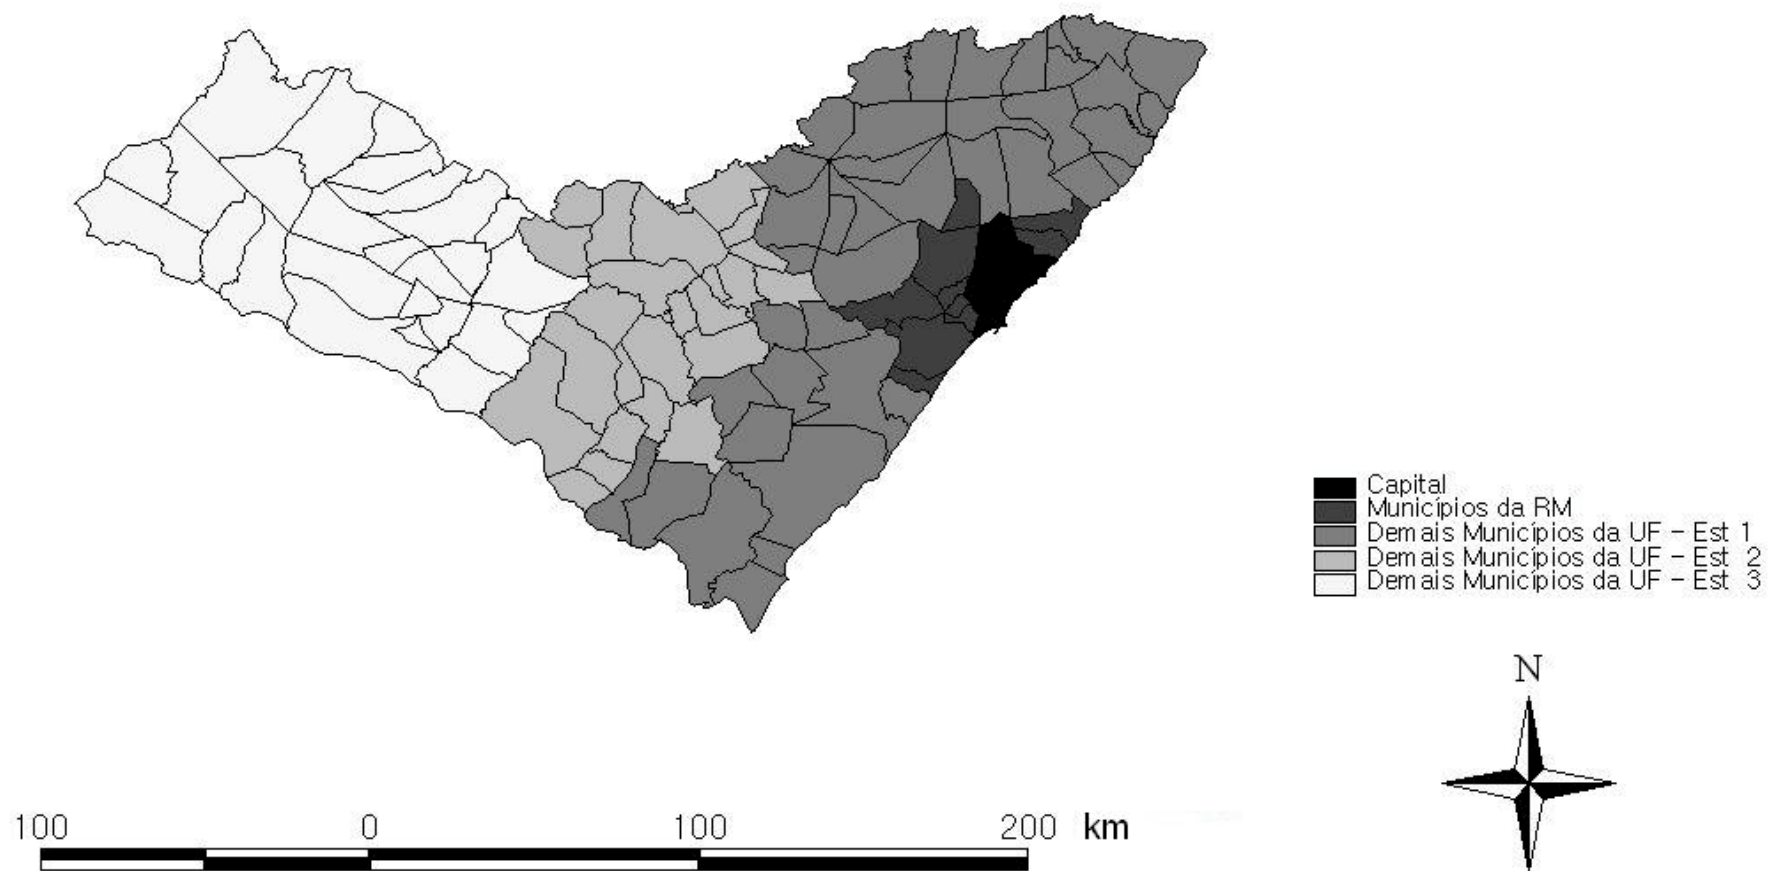 Capital
Municípios da RM
Demais Municípios da UF - Est 1
Demais Municípios da UF - Est 2
Demais Municípios da UF - Est 3
N
100 0 100 200 km